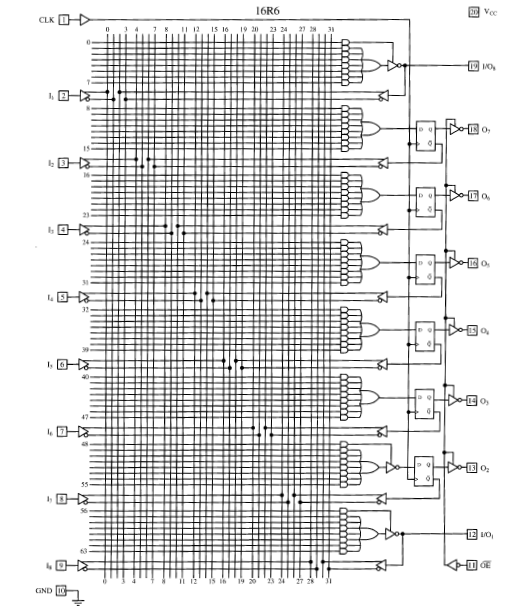 16R6
CLK 1
20 VCC
0 3 4 7 8 11 12 15 16 19 20 23 24 27 28 31
0
19 I/O8
7
I1 2
8
18 O7
D Q
Q
15
I2 3
16
17 O6
D Q
Q
23
I3 4
24
16 O5
D Q
Q
31
I4 5
32
15 O4
D Q
Q
39
I5 6
40
14 O3
D Q
Q
47
I6 7
48
13 O2
D Q
Q
55
I7 8
56
12 I/O1
63
I8 9
11 OE
0 3 4 7 8 11 12 15 16 19 20 23 24 27 28 31
GND 10